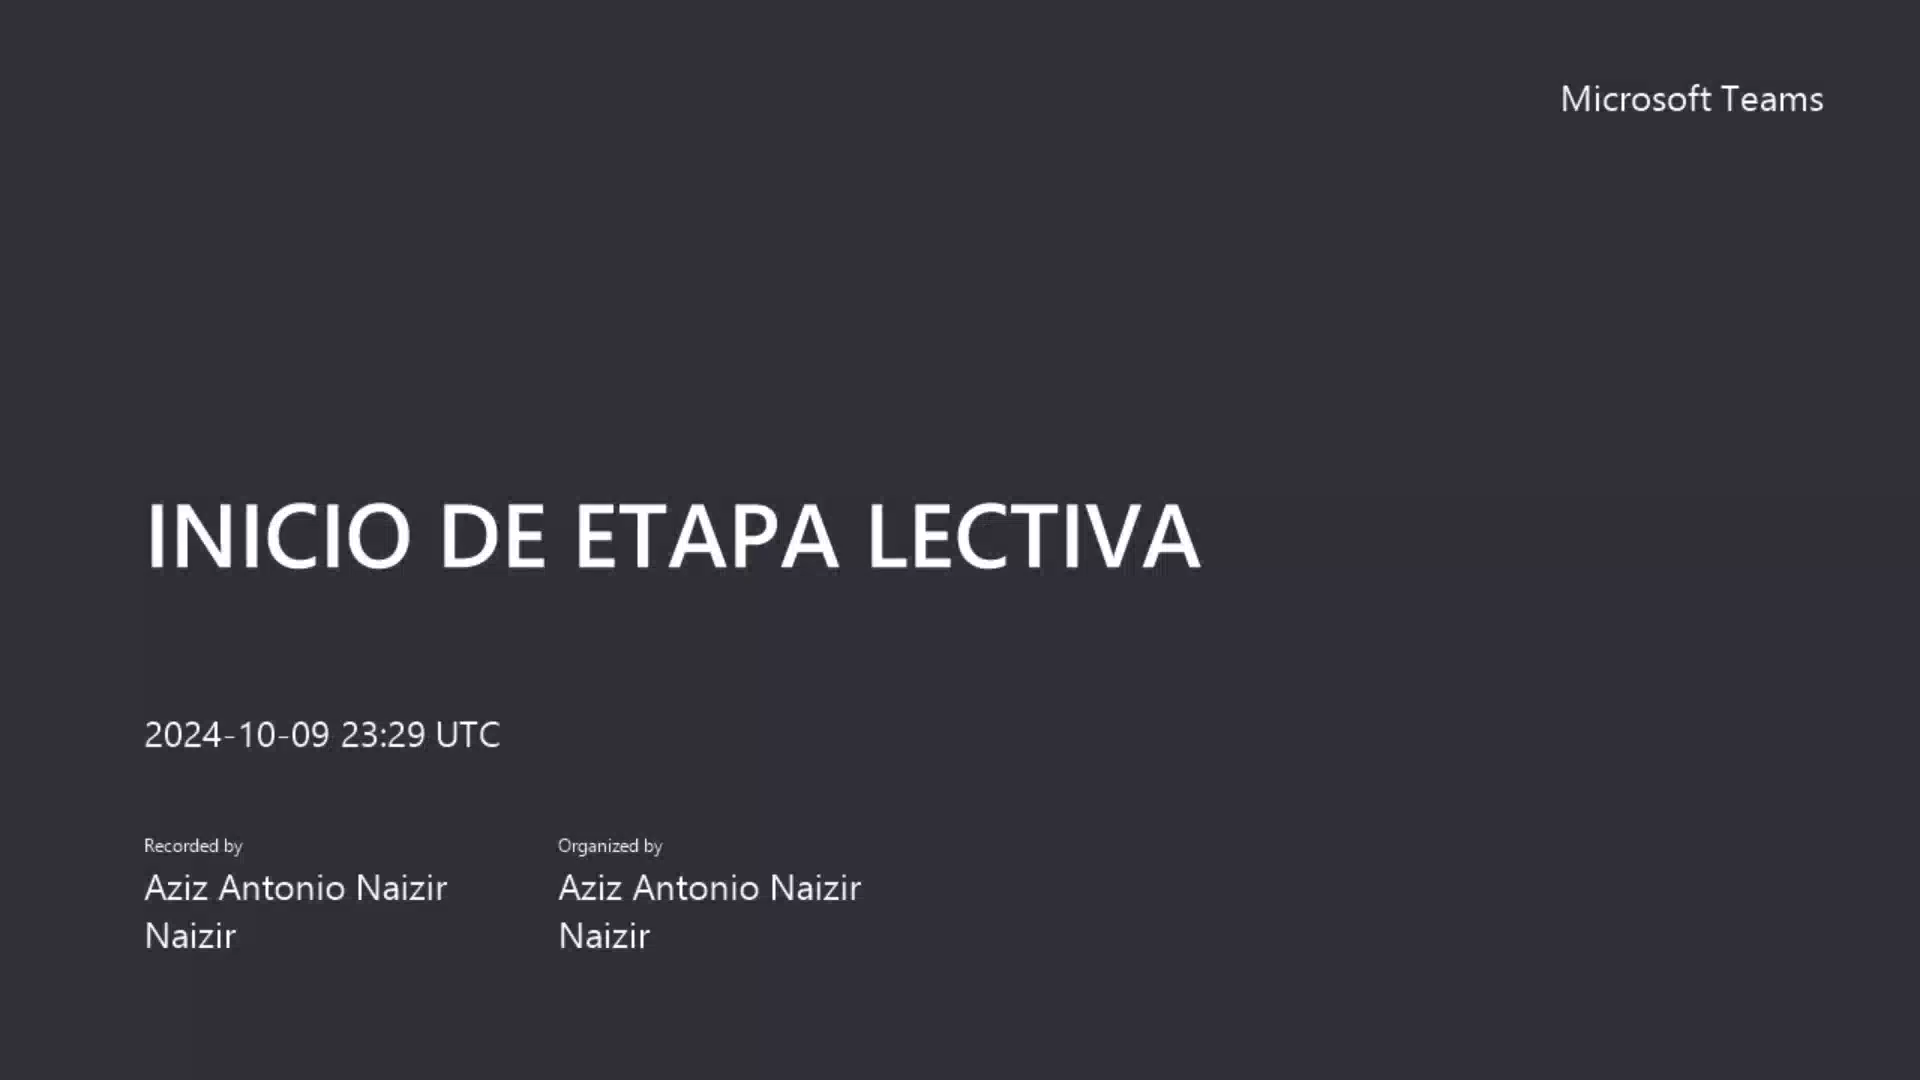 Microsoft Teams
INICIO DE ETAPA LECTIVA
2024-10-09 23:29 UTC
Recorded by
Aziz Antonio Naizir
Naizir
Organized by
Aziz Antonio Naizir
Naizir